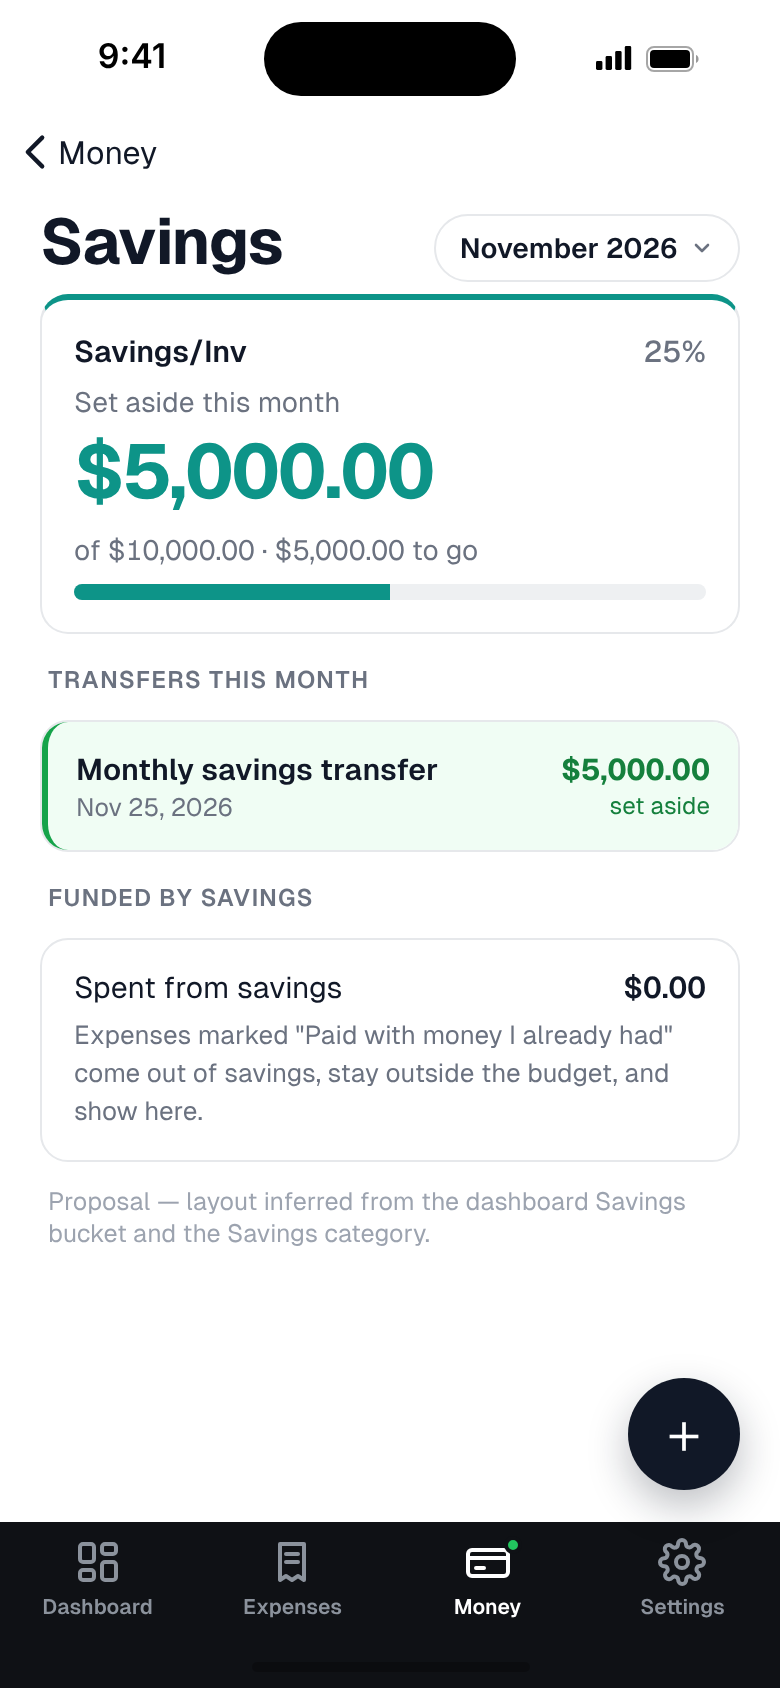 9:41
Money
Savings
November 2026
Savings/Inv
25%
Set aside this month
$5,000.00
of $10,000.00 · $5,000.00 to go
TRANSFERS THIS MONTH
Monthly savings transfer
$5,000.00
Nov 25, 2026
set aside
FUNDED BY SAVINGS
Spent from savings
$0.00
Expenses marked "Paid with money I already had"
come out of savings, stay outside the budget, and
show here.
Proposal — layout inferred from the dashboard Savings
bucket and the Savings category.
+
Dashboard
Expenses
Money
Settings